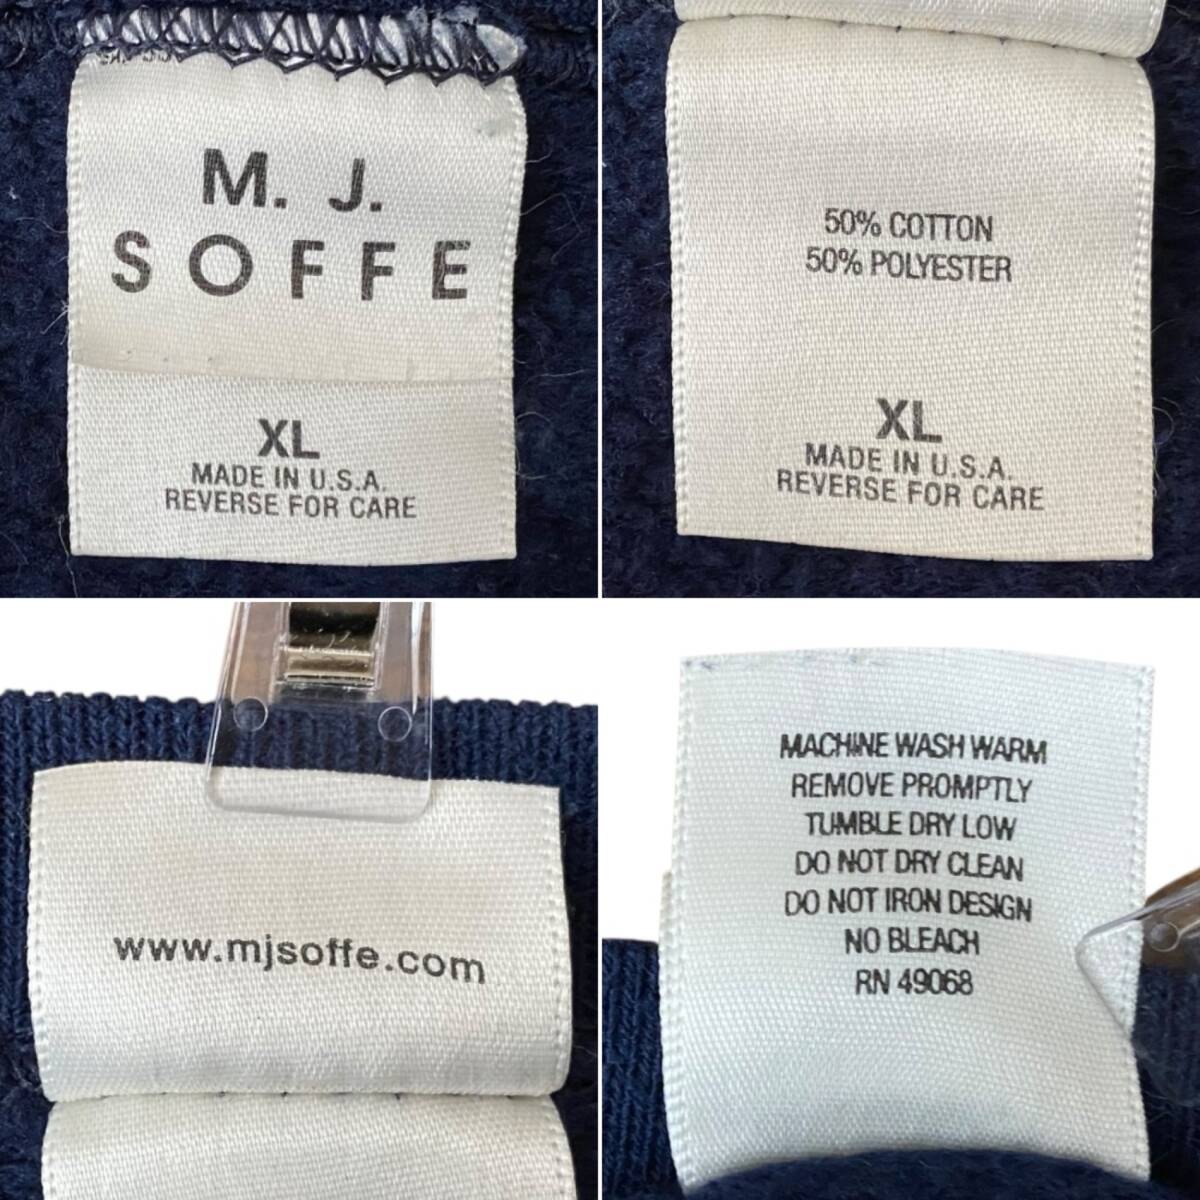 M. J.
SOFFE
XL
MADE IN U.S.A.
REVERSE FOR CARE
50% COTTON
50% POLYESTER
XL
MADE IN U.S.A.
REVERSE FOR CARE
www.mjsoffe.com
MACHINE WASH WARM
REMOVE PROMPTLY
TUMBLE DRY LOW
DO NOT DRY CLEAN
DO NOT IRON DESIGN
NO BLEACH
RN 49068